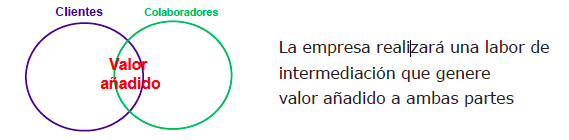 Clientes
Colaboradores
Valor
añadido
La empresa realizará una labor de
intermediación que genere
valor añadido a ambas partes